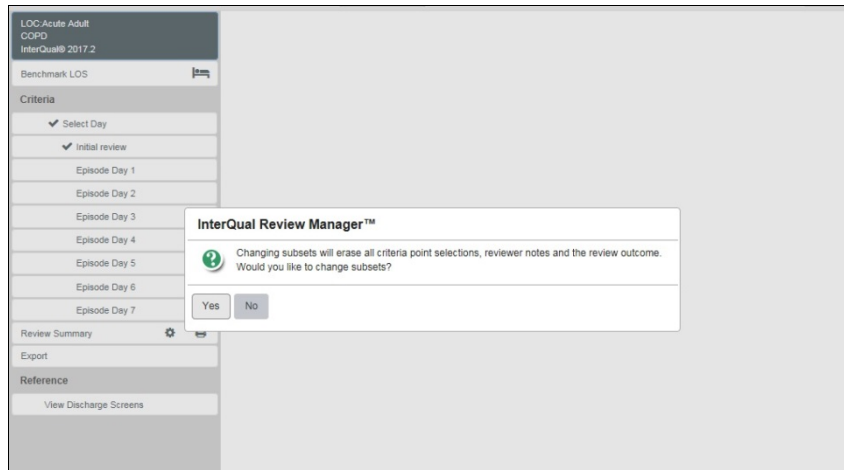 LOC:Acute Adult
COPD
InterQual® 2017.2
Benchmark LOS
Criteria
Select Day
Initial review
Episode Day 1
Episode Day 2
Episode Day 3
Episode Day 4
Episode Day 5
Episode Day 6
Episode Day 7
Review Summary
Export
Reference
View Discharge Screens
InterQual Review Manager™
Changing subsets will erase all criteria point selections, reviewer notes and the review outcome.
Would you like to change subsets?
Yes No